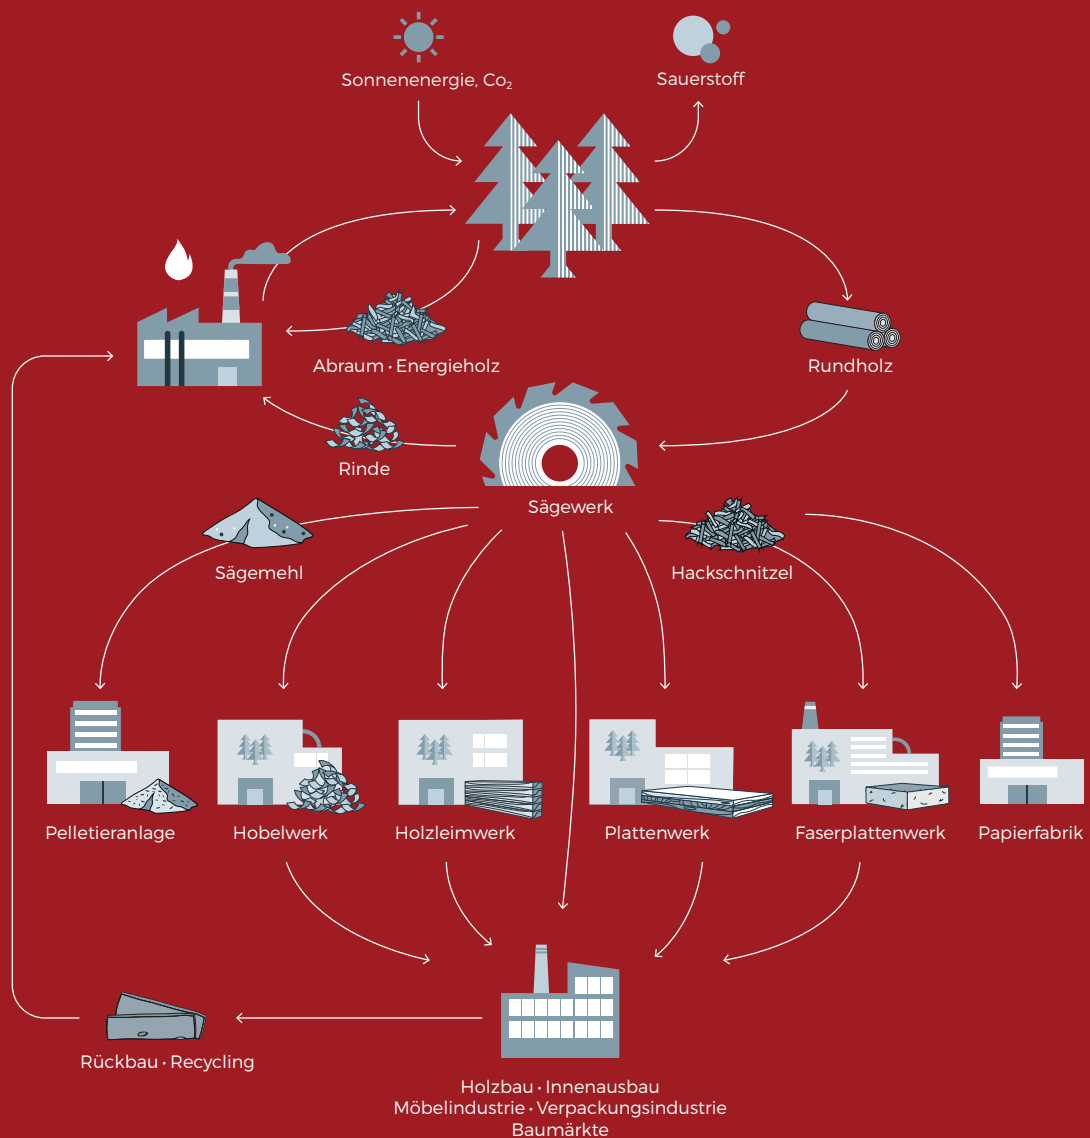 Sonnenenergie, Co₂
Sauerstoff
Abraum · Energieholz
Rundholz
Rinde
Sägewerk
Sägemehl
Hackschnitzel
Pelletieranlage
Hobelwerk
Holzleimwerk
Plattenwerk
Faserplattenwerk
Papierfabrik
Rückbau · Recycling
Holzbau · Innenausbau
Möbelindustrie · Verpackungsindustrie
Baumärkte